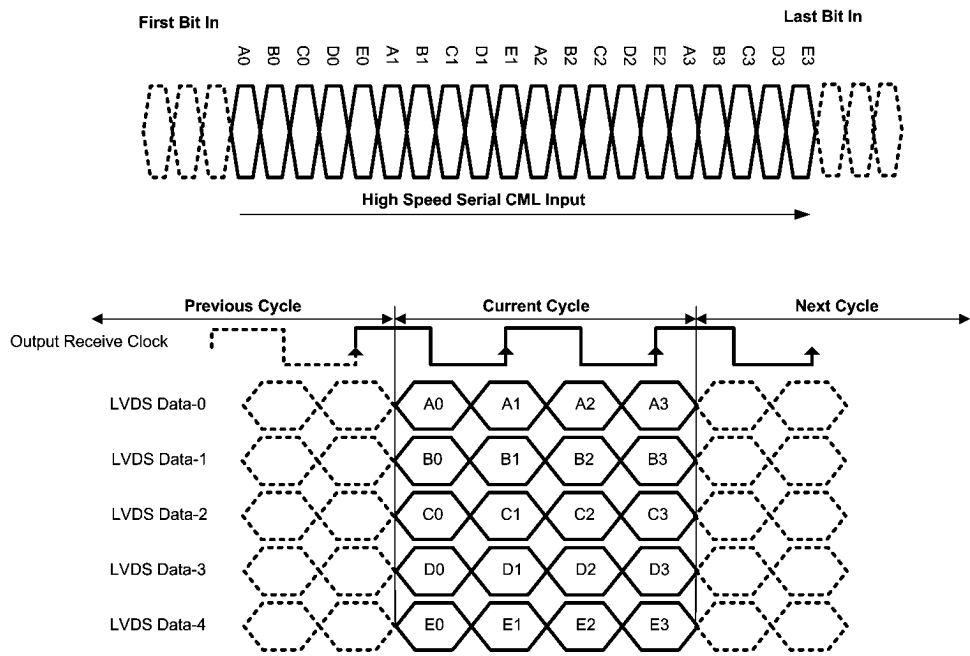 First Bit In
Last Bit In
A0 B0 C0 D0 E0 A1 B1 C1 D1 E1 A2 B2 C2 D2 E2 A3 B3 C3 D3 E3
High Speed Serial CML Input
Previous Cycle Current Cycle Next Cycle
Output Receive Clock
LVDS Data-0 A0 A1 A2 A3
LVDS Data-1 B0 B1 B2 B3
LVDS Data-2 C0 C1 C2 C3
LVDS Data-3 D0 D1 D2 D3
LVDS Data-4 E0 E1 E2 E3